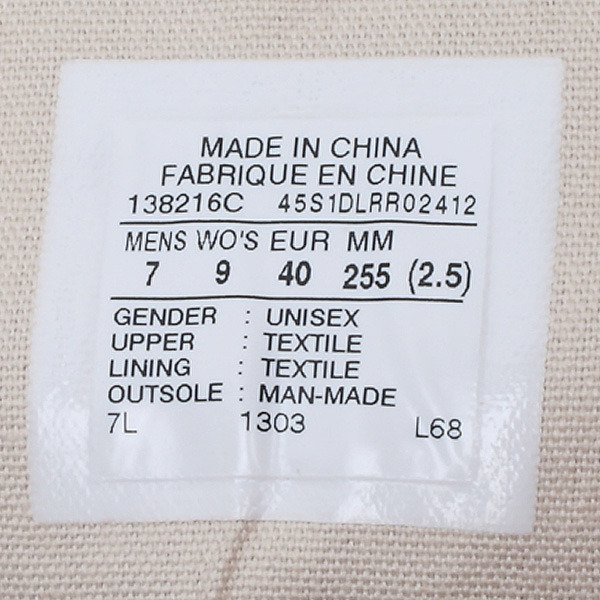 MADE IN CHINA
FABRIQUE EN CHINE
138216C 45S1DLRR02412
MENS WO'S EUR MM
7 9 40 255 (2.5)
GENDER : UNISEX
UPPER : TEXTILE
LINING : TEXTILE
OUTSOLE : MAN-MADE
7L 1303 L68